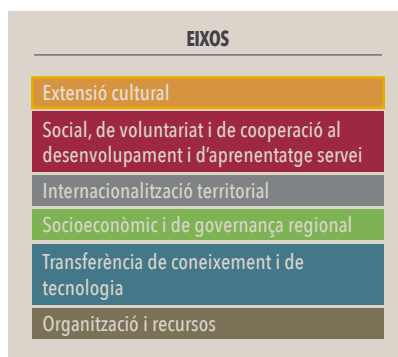 EIXOS
Extensió cultural
Social, de voluntariat i de cooperació al
desenvolupament i d'aprenentatge servei
Internacionalització territorial
Socioeconòmic i de governança regional
Transferència de coneixement i de
tecnologia
Organització i recursos